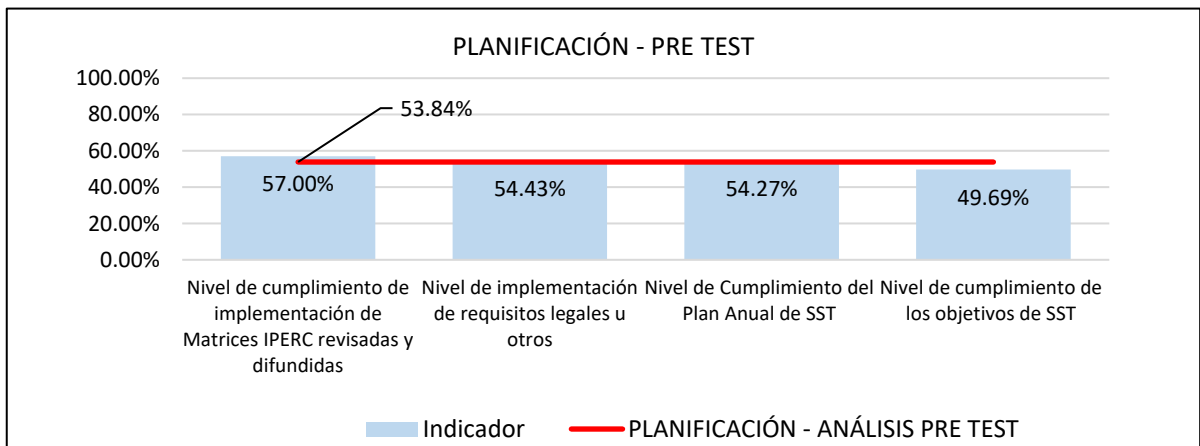 PLANIFICACIÓN - PRE TEST
100.00%
80.00%
60.00%
40.00%
20.00%
0.00%
53.84%
57.00%
54.43%
54.27%
49.69%
Nivel de cumplimiento de
implementación de
Matrices IPERC revisadas y
difundidas
Nivel de implementación
de requisitos legales u
otros
Nivel de Cumplimiento del
Plan Anual de SST
Nivel de cumplimiento de
los objetivos de SST
Indicador
PLANIFICACIÓN - ANÁLISIS PRE TEST